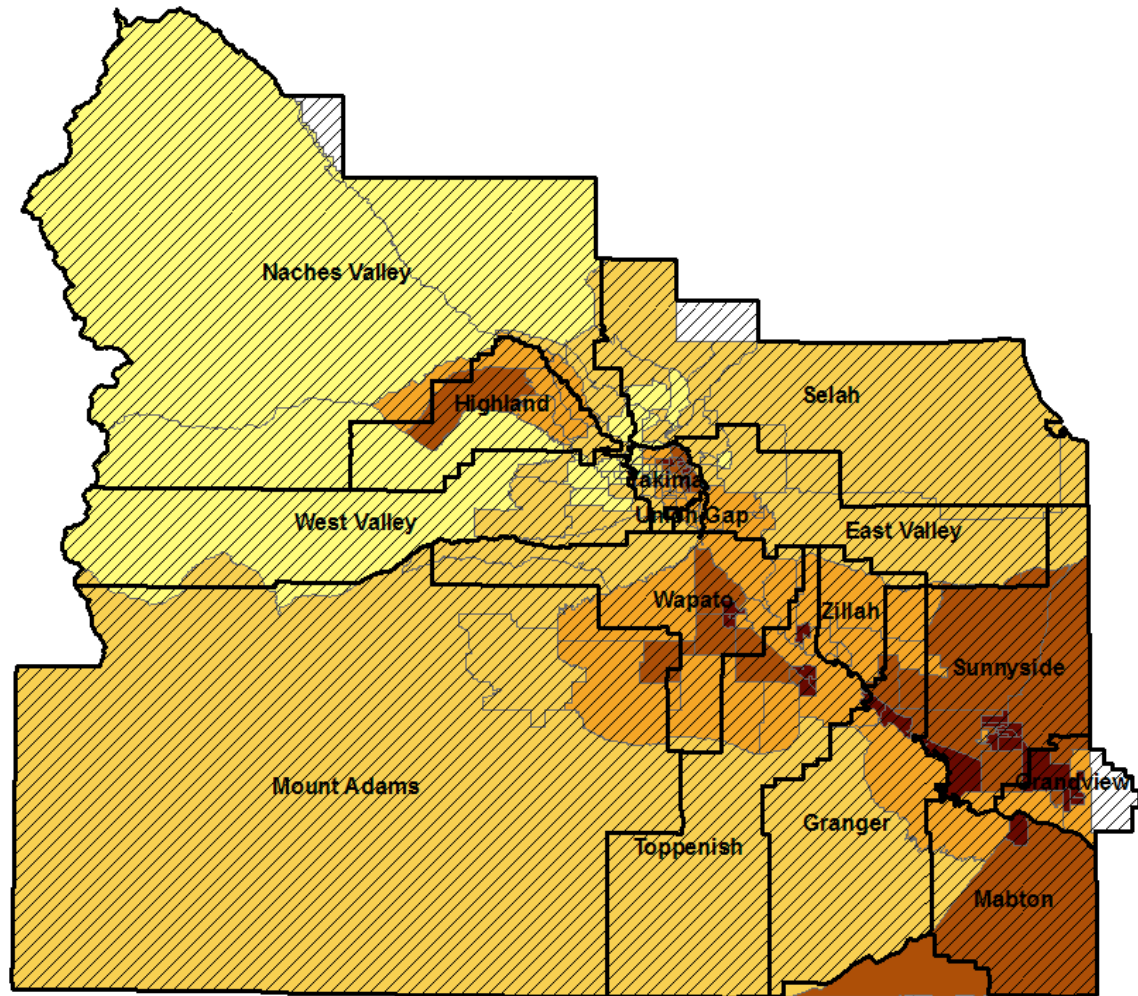 Naches Valley
Selah
Highland
Yakima
Union Gap
West Valley
East Valley
Wapato
Zillah
Sunnyside
Mount Adams
Grandview
Granger
Toppenish
Mabton